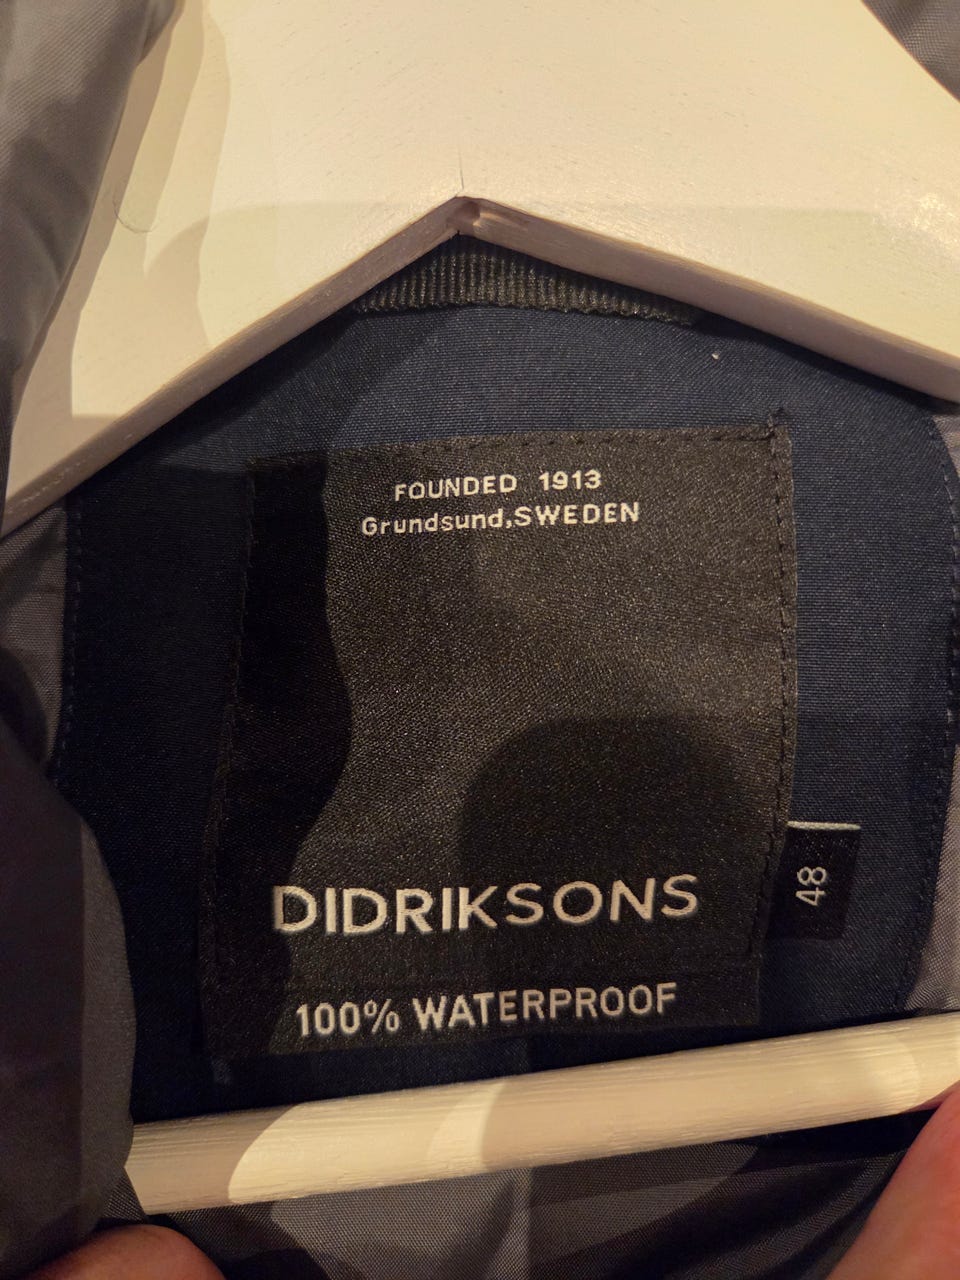 FOUNDED 1913
Grundsund,SWEDEN
DIDRIKSONS
100% WATERPROOF
48